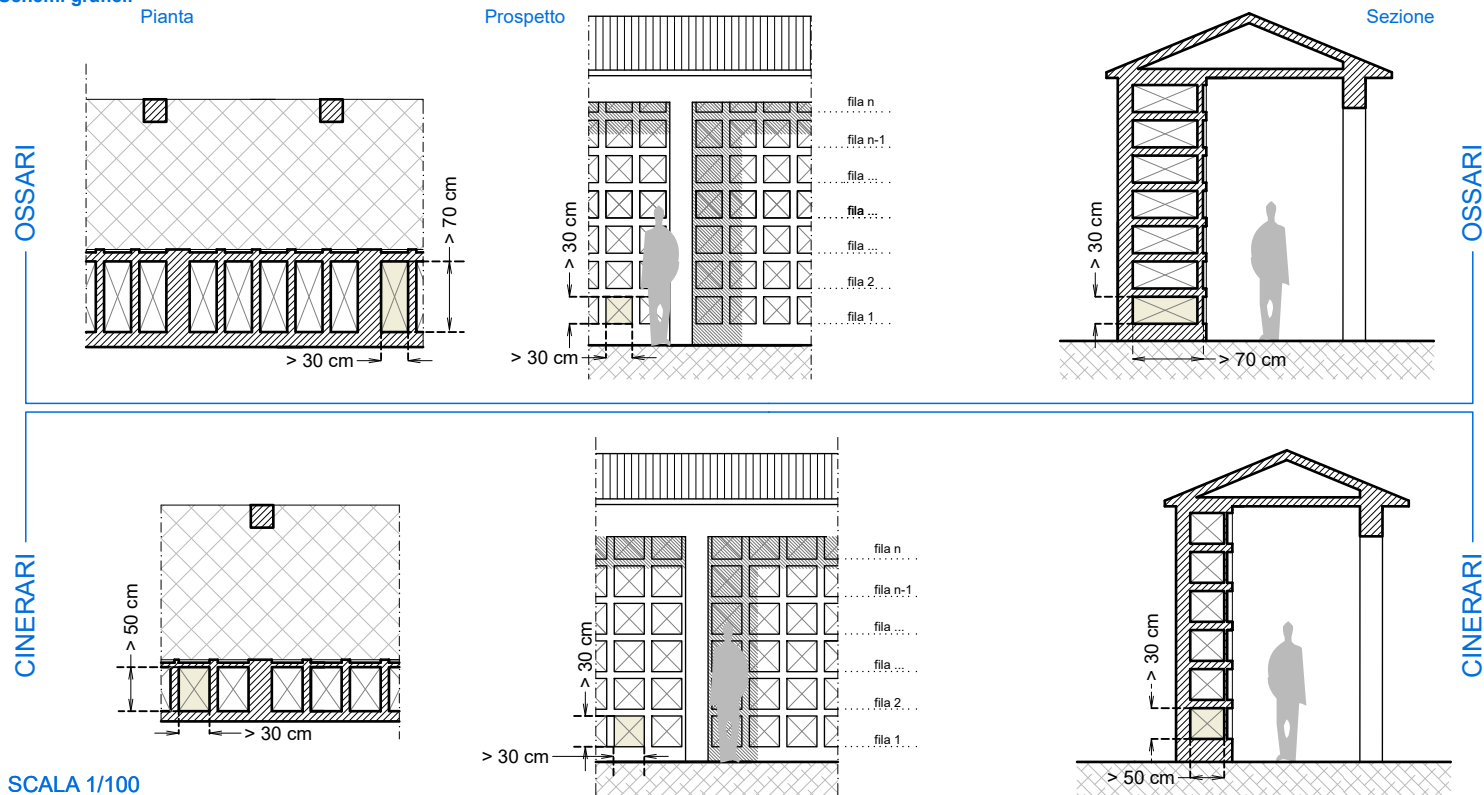 Schemi grafici
Pianta
Prospetto
Sezione
OSSARI
> 70 cm
> 30 cm
> 30 cm
> 30 cm
fila n
fila n-1
fila ...
fila ...
fila ...
fila 2
fila 1
> 30 cm
> 70 cm
OSSARI
CINERARI
> 50 cm
> 30 cm
> 30 cm
> 30 cm
fila n
fila n-1
fila ...
fila ...
fila 2
fila 1
> 30 cm
> 50 cm
CINERARI
SCALA 1/100